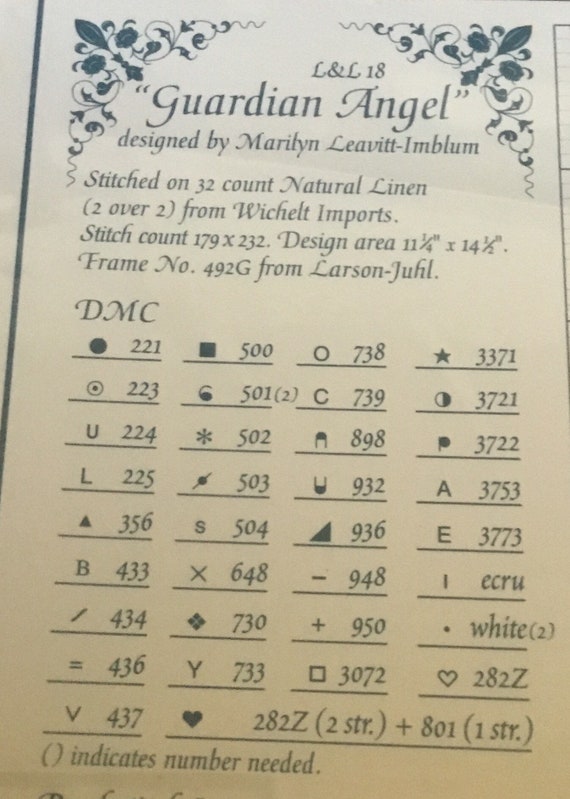 L&L 18
"Guardian Angel"
designed by Marilyn Leavitt-Imblum
Stitched on 32 count Natural Linen
(2 over 2) from Wichelt Imports.
Stitch count 179 x 232. Design area 11¼" x 14½".
Frame No. 492G from Larson-Juhl.
DMC
● 221 ■ 500 O 738 ★ 3371
⊙ 223 501(2) C 739 ◑ 3721
U 224 * 502 898 3722
L 225 503 932 A 3753
▲ 356 S 504 ◢ 936 E 3773
B 433 × 648 – 948 I ecru
/ 434 ❖ 730 + 950 • white(2)
= 436 Y 733 □ 3072 ♡ 282Z
V 437 ♥ 282Z (2 str.) + 801 (1 str.)
() indicates number needed.